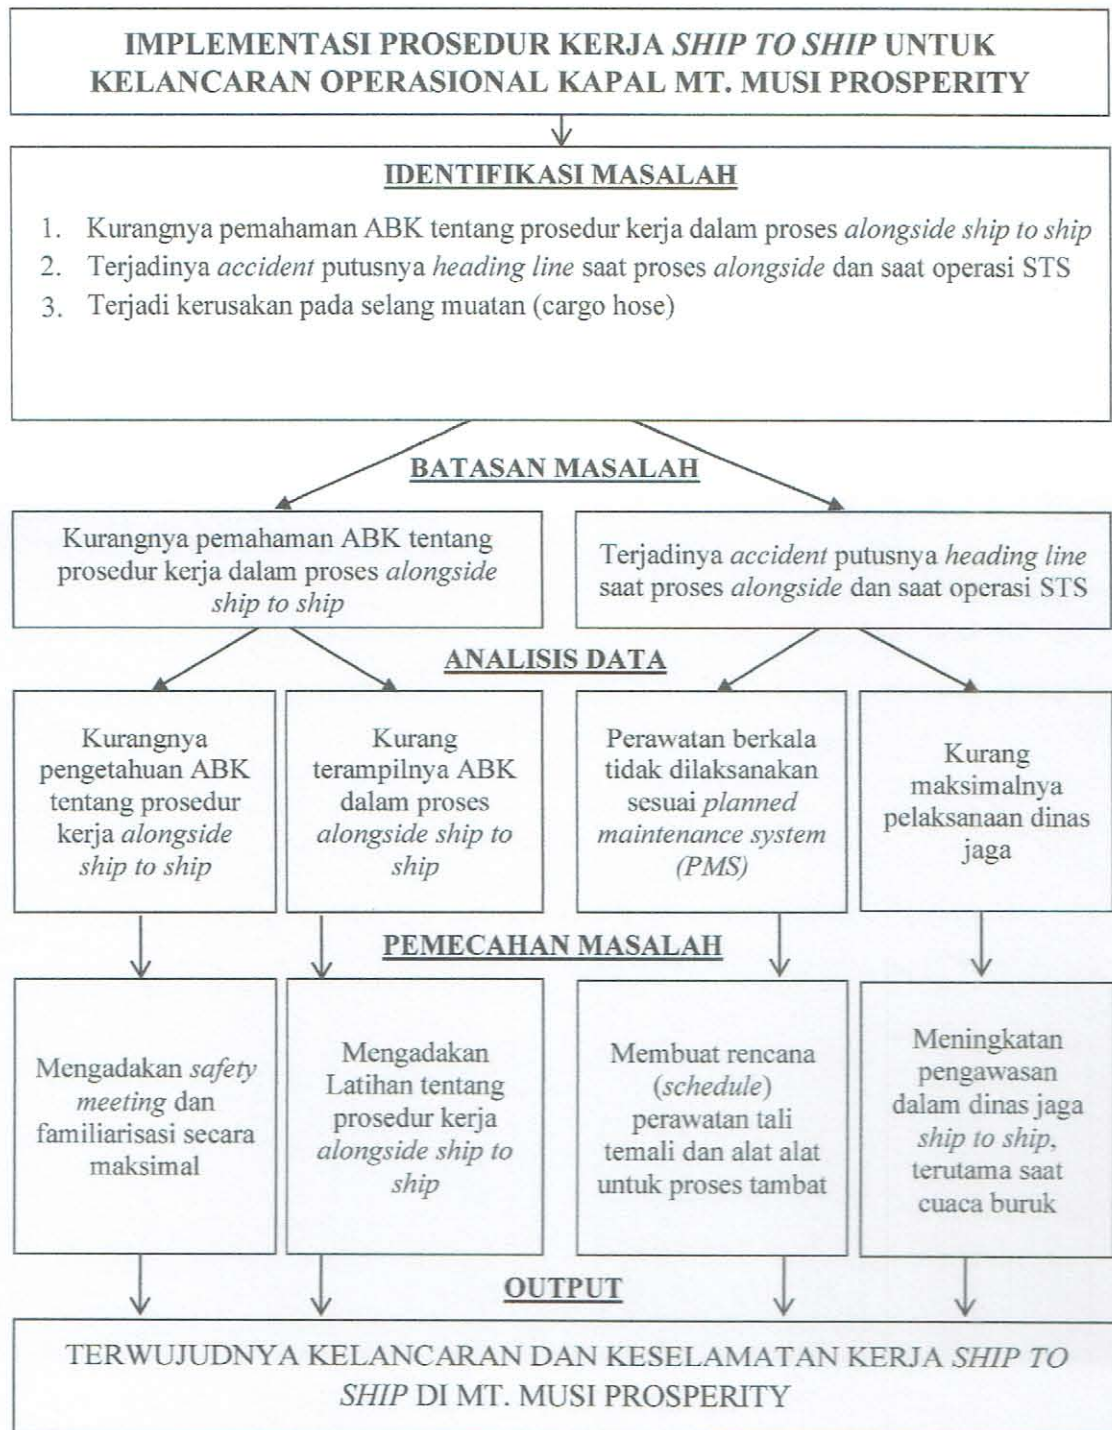 IMPLEMENTASI PROSEDUR KERJA SHIP TO SHIP UNTUK
KELANCARAN OPERASIONAL KAPAL MT. MUSI PROSPERITY
IDENTIFIKASI MASALAH
1. Kurangnya pemahaman ABK tentang prosedur kerja dalam proses alongside ship to ship
2. Terjadinya accident putusnya heading line saat proses alongside dan saat operasi STS
3. Terjadi kerusakan pada selang muatan (cargo hose)
BATASAN MASALAH
Kurangnya pemahaman ABK tentang
prosedur kerja dalam proses alongside
ship to ship
Terjadinya accident putusnya heading line
saat proses alongside dan saat operasi STS
ANALISIS DATA
Kurangnya
pengetahuan ABK
tentang prosedur
kerja alongside
ship to ship
Kurang
terampilnya ABK
dalam proses
alongside ship to
ship
Perawatan berkala
tidak dilaksanakan
sesuai planned
maintenance system
(PMS)
Kurang
maksimalnya
pelaksanaan dinas
jaga
PEMECAHAN MASALAH
Mengadakan safety
meeting dan
familiarisasi secara
maksimal
Mengadakan
Latihan tentang
prosedur kerja
alongside ship to
ship
Membuat rencana
(schedule)
perawatan tali
temali dan alat alat
untuk proses tambat
Meningkatan
pengawasan
dalam dinas jaga
ship to ship,
terutama saat
cuaca buruk
OUTPUT
TERWUJUDNYA KELANCARAN DAN KESELAMATAN KERJA SHIP TO
SHIP DI MT. MUSI PROSPERITY